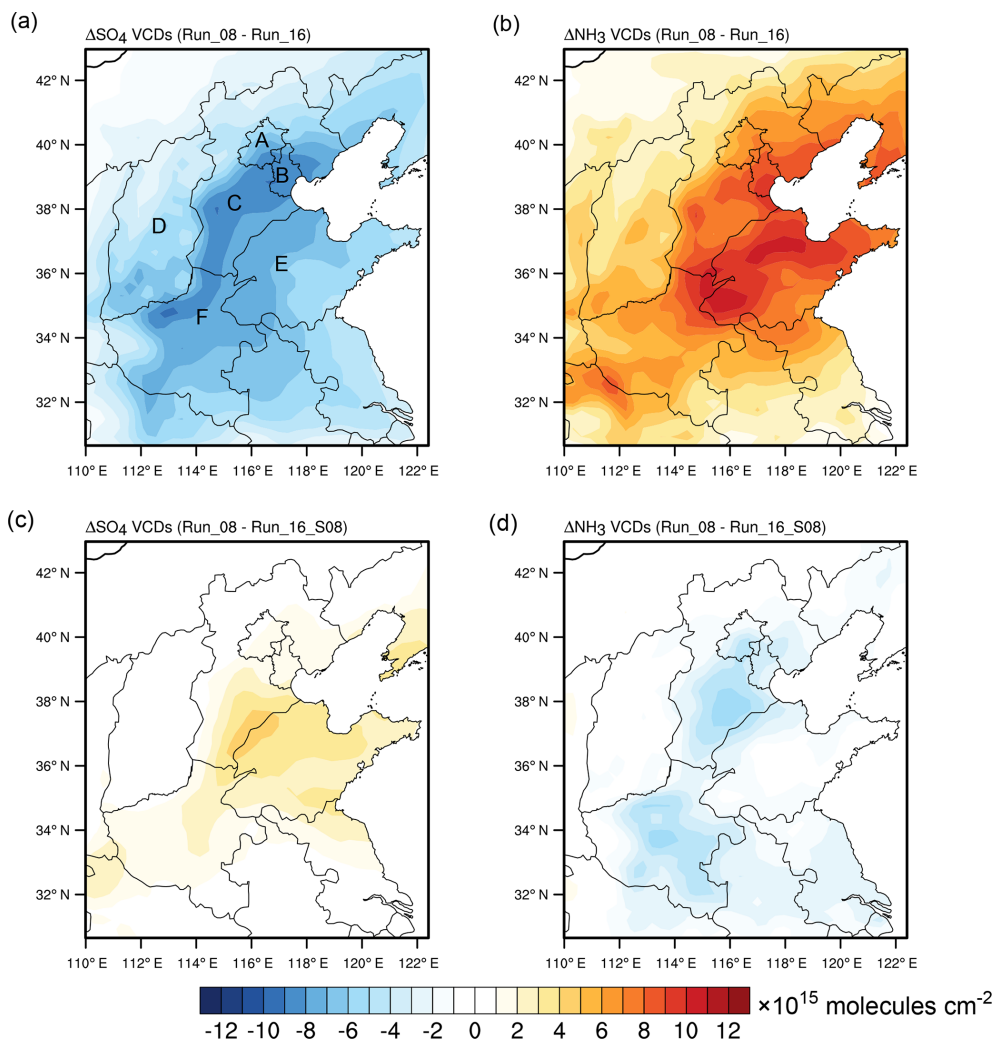 (a)
ΔSO4 VCDs (Run_08 - Run_16)
42° N
40° N
38° N
36° N
34° N
32° N
A
B
C
D
E
F
110° E 112° E 114° E 116° E 118° E 120° E 122° E
(b)
ΔNH3 VCDs (Run_08 - Run_16)
42° N
40° N
38° N
36° N
34° N
32° N
110° E 112° E 114° E 116° E 118° E 120° E 122° E
(c)
ΔSO4 VCDs (Run_08 - Run_16_S08)
42° N
40° N
38° N
36° N
34° N
32° N
110° E 112° E 114° E 116° E 118° E 120° E 122° E
(d)
ΔNH3 VCDs (Run_08 - Run_16_S08)
42° N
40° N
38° N
36° N
34° N
32° N
110° E 112° E 114° E 116° E 118° E 120° E 122° E
-12 -10 -8 -6 -4 -2 0 2 4 6 8 10 12
×10¹⁵ molecules cm⁻²